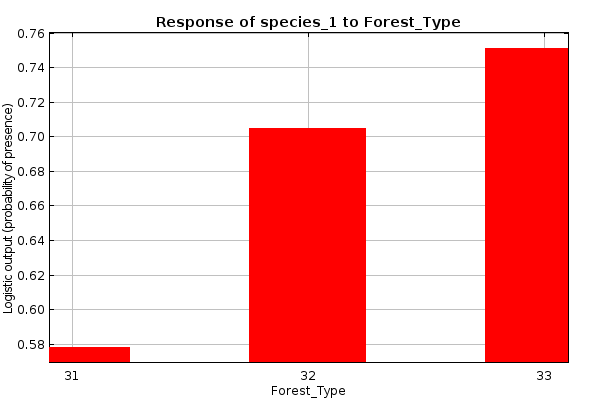 Response of species_1 to Forest_Type
Logistic output (probability of presence)
0.76
0.74
0.72
0.70
0.68
0.66
0.64
0.62
0.60
0.58
31 32 33
Forest_Type